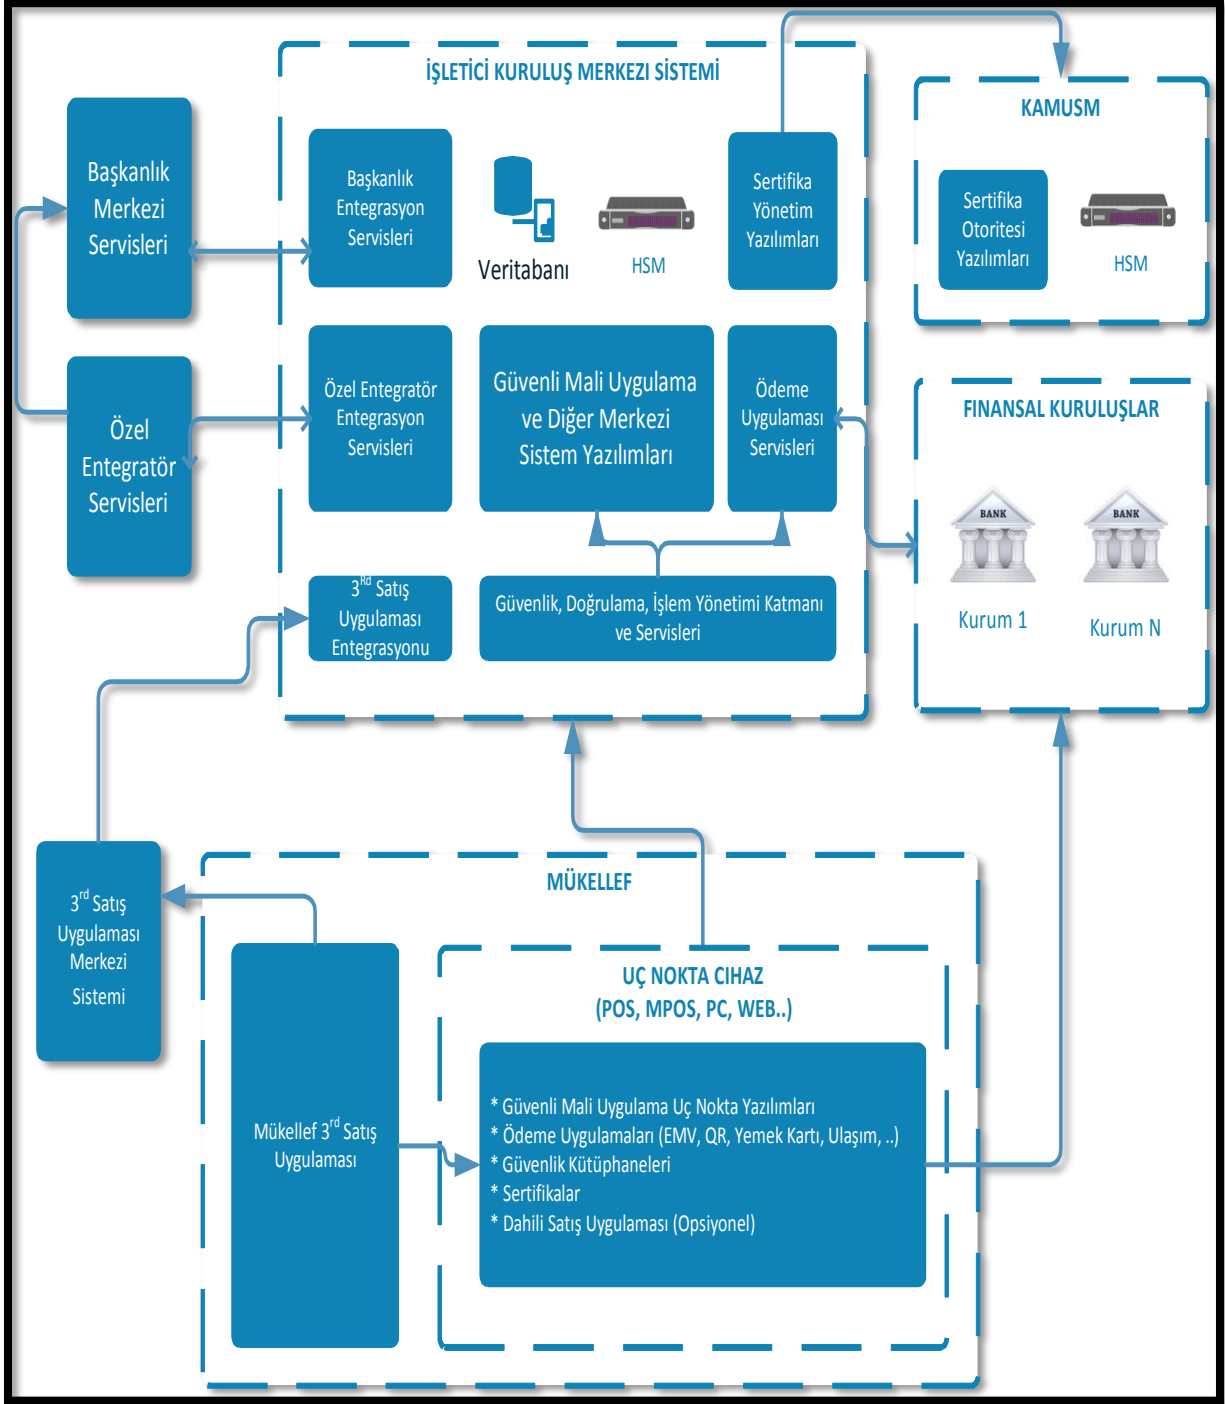 İŞLETİCİ KURULUŞ MERKEZİ SİSTEMİ
Başkanlık
Merkezi
Servisleri
Başkanlık
Entegrasyon
Servisleri
Veritabanı
HSM
Sertifika
Yönetim
Yazılımları
KAMUSM
Sertifika
Otoritesi
Yazılımları
HSM
Özel
Entegratör
Servisleri
Özel Entegratör
Entegrasyon
Servisleri
Güvenli Mali Uygulama
ve Diğer Merkezi
Sistem Yazılımları
Ödeme
Uygulaması
Servisleri
FINANSAL KURULUŞLAR
BANK
BANK
Kurum 1
Kurum N
3Rd Satış
Uygulaması
Entegrasyonu
Güvenlik, Doğrulama, İşlem Yönetimi Katmanı
ve Servisleri
3rd Satış
Uygulaması
Merkezi
Sistemi
MÜKELLEF
Mükellef 3rd Satış
Uygulaması
UÇ NOKTA CIHAZ
(POS, MPOS, PC, WEB..)
* Güvenli Mali Uygulama Uç Nokta Yazılımları
* Ödeme Uygulamaları (EMV, QR, Yemek Kartı, Ulaşım, ..)
* Güvenlik Kütüphaneleri
* Sertifikalar
* Dahili Satış Uygulaması (Opsiyonel)